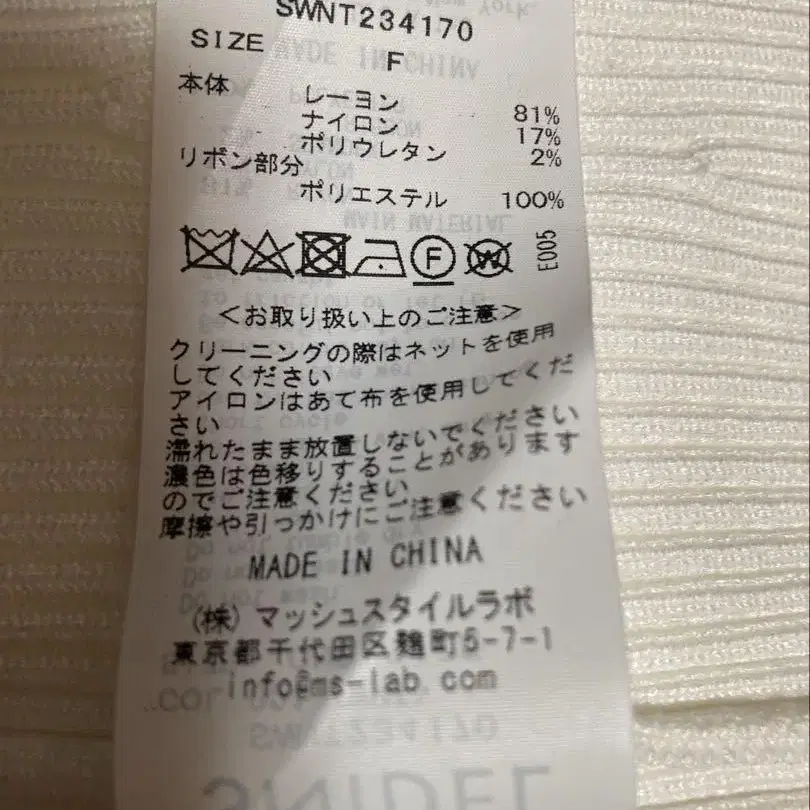 SWNT234170
SIZE F
本体 レーヨン 81%
ナイロン 17%
ポリウレタン 2%
リボン部分
ポリエステル 100%
F
W
E005
＜お取り扱い上のご注意＞
クリーニングの際はネットを使用
してください
アイロンはあて布を使用してくだ
さい
濡れたまま放置しないでください
濃色は色移りすることがあります
のでご注意ください
摩擦や引っかけにご注意ください
MADE IN CHINA
(株) マッシュスタイルラボ
東京都千代田区麹町5-7-1
info@ms-lab.com
SWNT234170
SNIDEL